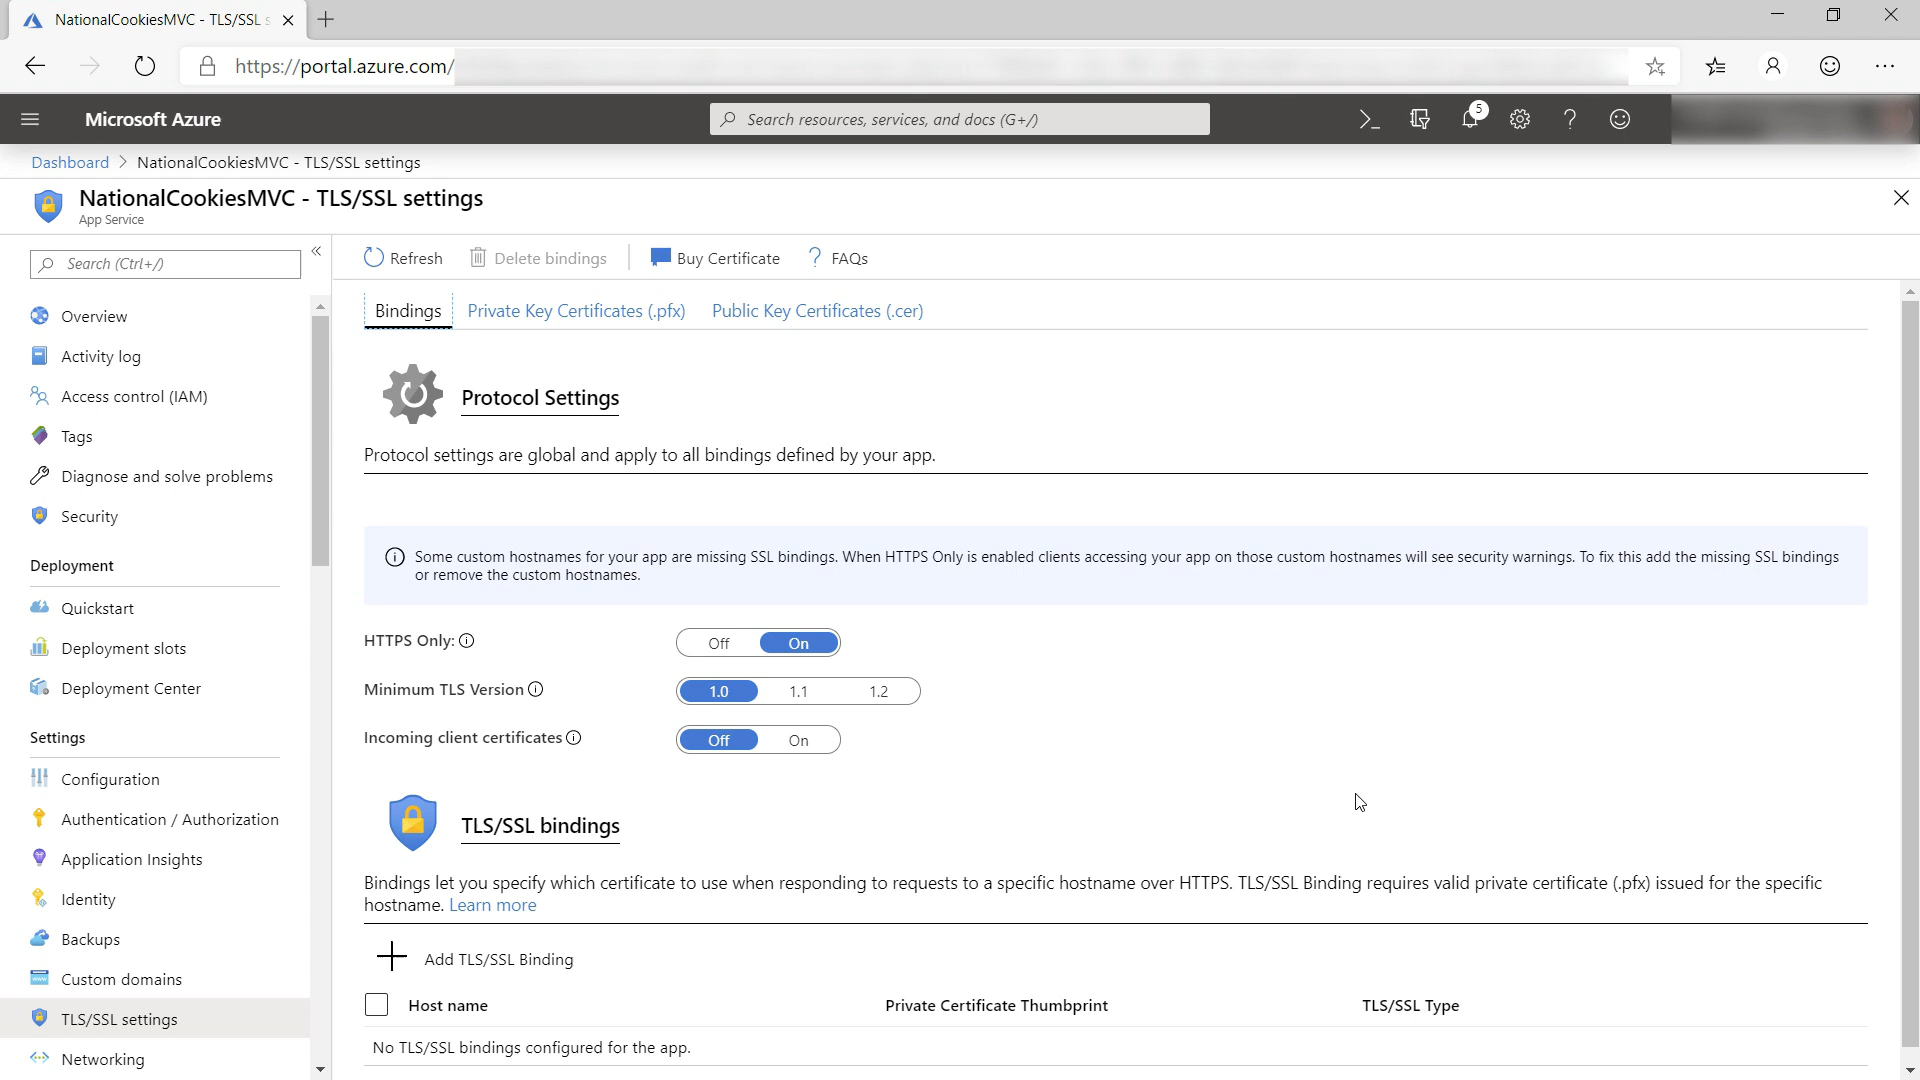 NationalCookiesMVC - TLS/SSL s
https://portal.azure.com/
Microsoft Azure
Search resources, services, and docs (G+/)
5
Dashboard > NationalCookiesMVC - TLS/SSL settings
NationalCookiesMVC - TLS/SSL settings
App Service
Search (Ctrl+/)
«
Overview
Activity log
Access control (IAM)
Tags
Diagnose and solve problems
Security
Deployment
Quickstart
Deployment slots
Deployment Center
Settings
Configuration
Authentication / Authorization
Application Insights
Identity
Backups
Custom domains
TLS/SSL settings
Networking
Refresh
Delete bindings
Buy Certificate
? FAQs
Bindings
Private Key Certificates (.pfx)
Public Key Certificates (.cer)
Protocol Settings
Protocol settings are global and apply to all bindings defined by your app.
Some custom hostnames for your app are missing SSL bindings. When HTTPS Only is enabled clients accessing your app on those custom hostnames will see security warnings. To fix this add the missing SSL bindings
or remove the custom hostnames.
HTTPS Only: Off On
Minimum TLS Version 1.0 1.1 1.2
Incoming client certificates Off On
TLS/SSL bindings
Bindings let you specify which certificate to use when responding to requests to a specific hostname over HTTPS. TLS/SSL Binding requires valid private certificate (.pfx) issued for the specific
hostname. Learn more
Add TLS/SSL Binding
Host name Private Certificate Thumbprint TLS/SSL Type
No TLS/SSL bindings configured for the app.